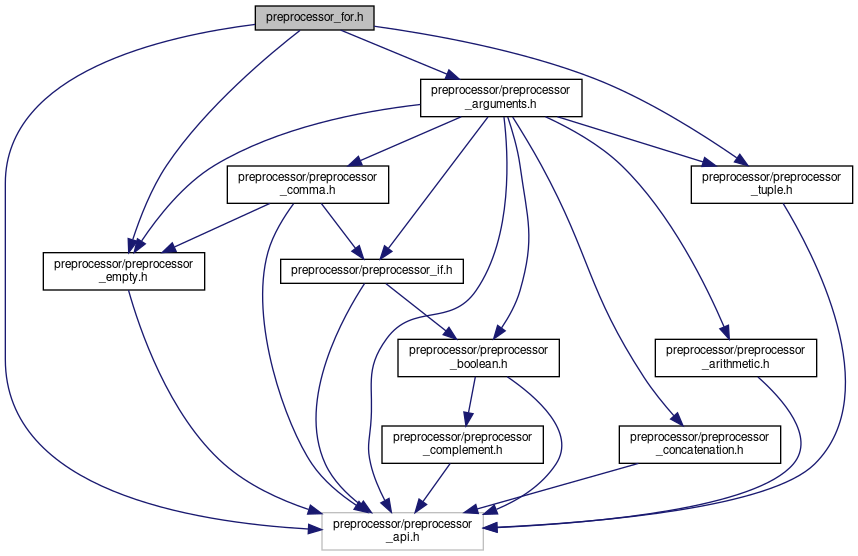 preprocessor_for.h
preprocessor/preprocessor
_arguments.h
preprocessor/preprocessor
_comma.h
preprocessor/preprocessor
_tuple.h
preprocessor/preprocessor
_empty.h
preprocessor/preprocessor_if.h
preprocessor/preprocessor
_boolean.h
preprocessor/preprocessor
_arithmetic.h
preprocessor/preprocessor
_complement.h
preprocessor/preprocessor
_concatenation.h
preprocessor/preprocessor
_api.h